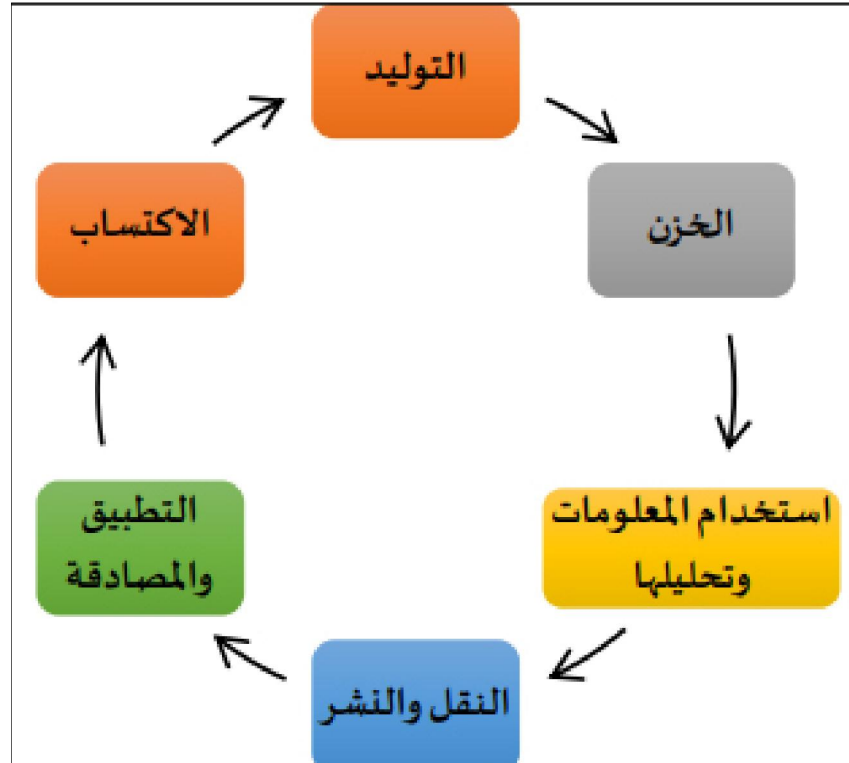 التوليد
الخزن
استخدام المعلومات
وتحليلها
النقل والنشر
التطبيق
والمصادقة
الاكتساب